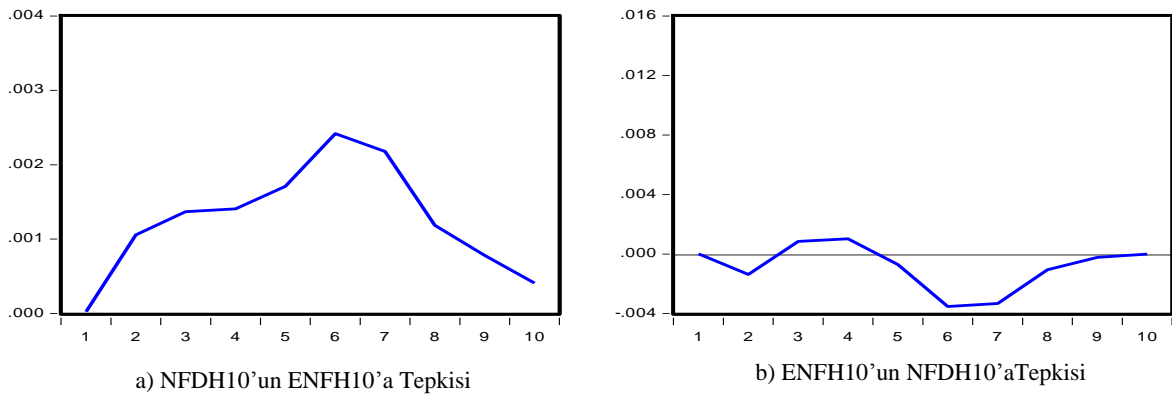 .004
.003
.002
.001
.000
1 2 3 4 5 6 7 8 9 10
a) NFDH10’un ENFH10’a Tepkisi
.016
.012
.008
.004
.000
-.004
1 2 3 4 5 6 7 8 9 10
b) ENFH10’un NFDH10’aTepkisi